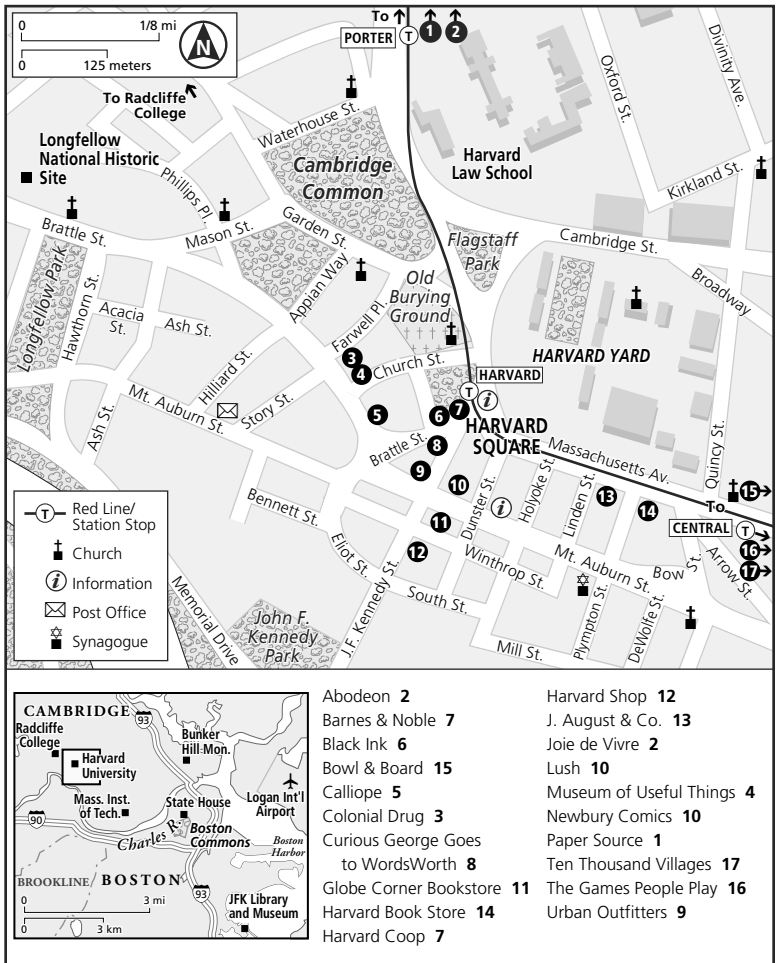 0 1/8 mi
0 125 meters
N
To
PORTER T 1 2
To Radcliffe
College
Longfellow
National Historic
Site
Waterhouse St.
Cambridge
Common
Harvard
Law School
Oxford St.
Divinity Ave.
Kirkland St.
Phillips Pl.
Brattle St.
Mason St.
Garden St.
Flagstaff
Park
Cambridge St.
Broadway
Longfellow Park
Hawthorn St.
Acacia
St.
Ash St.
Appian Way
Farwell Pl.
Old
Burying
Ground
HARVARD YARD
3
4
Church St.
T HARVARD
i
Hilliard St.
Story St.
Mt. Auburn St.
Ash St.
5
6
7
HARVARD
SQUARE
Massachusetts Av.
Quincy St.
Brattle St.
8
9
10
Dunster St.
Holyoke St.
Linden St.
13
14
15
To
CENTRAL T
16
17
Bennett St.
Eliot St.
11
12
i
Winthrop St.
Mt. Auburn St.
Bow St.
Arrow St.
South St.
J.F. Kennedy St.
Plympton St.
DeWolfe St.
Mill St.
Memorial Drive
John F.
Kennedy
Park
T Red Line/
Station Stop
Church
i Information
Post Office
Synagogue
CAMBRIDGE
93
Radcliffe
College
Harvard
University
Bunker
Hill Mon.
Mass. Inst.
of Tech.
State House
Logan Int'l
Airport
90
Charles R.
Boston
Commons
Boston
Harbor
BROOKLINE
BOSTON
93
0 3 mi
0 3 km
JFK Library
and Museum
Abodeon 2
Barnes & Noble 7
Black Ink 6
Bowl & Board 15
Calliope 5
Colonial Drug 3
Curious George Goes
to WordsWorth 8
Globe Corner Bookstore 11
Harvard Book Store 14
Harvard Coop 7
Harvard Shop 12
J. August & Co. 13
Joie de Vivre 2
Lush 10
Museum of Useful Things 4
Newbury Comics 10
Paper Source 1
Ten Thousand Villages 17
The Games People Play 16
Urban Outfitters 9